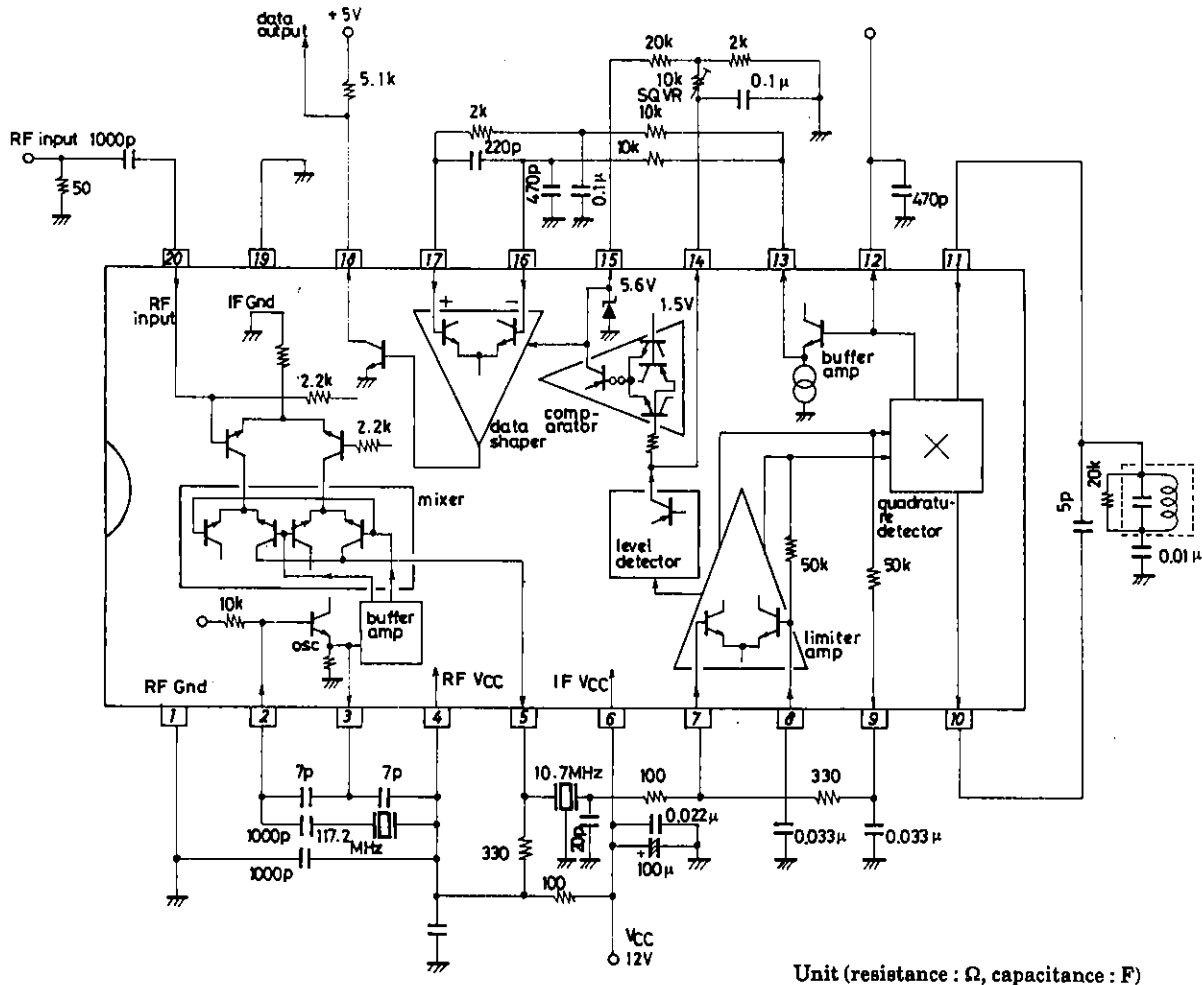 data output
+5V
5.1k
20k
2k
10k
SQVR
0.1μ
RF input 1000p
50
2k
10k
220p
10k
470p
0.1μ
470p
20 19 18 17 16 15 14 13 12 11
RF input
IF Gnd
+ −
5.6V
1.5V
2.2k
2.2k
data shaper
comp-arator
buffer amp
mixer
level detector
×
quadrature detector
50k
50k
5p
20k
0.01μ
10k
osc
buffer amp
limiter amp
RF Gnd
RF VCC
IF VCC
1 2 3 4 5 6 7 8 9 10
7p
7p
10.7MHz
100
330
1000p
117.2 MHz
20p
0.022μ
0.033μ
0.033μ
330
+
100μ
1000p
100
VCC
12V
Unit (resistance : Ω, capacitance : F)